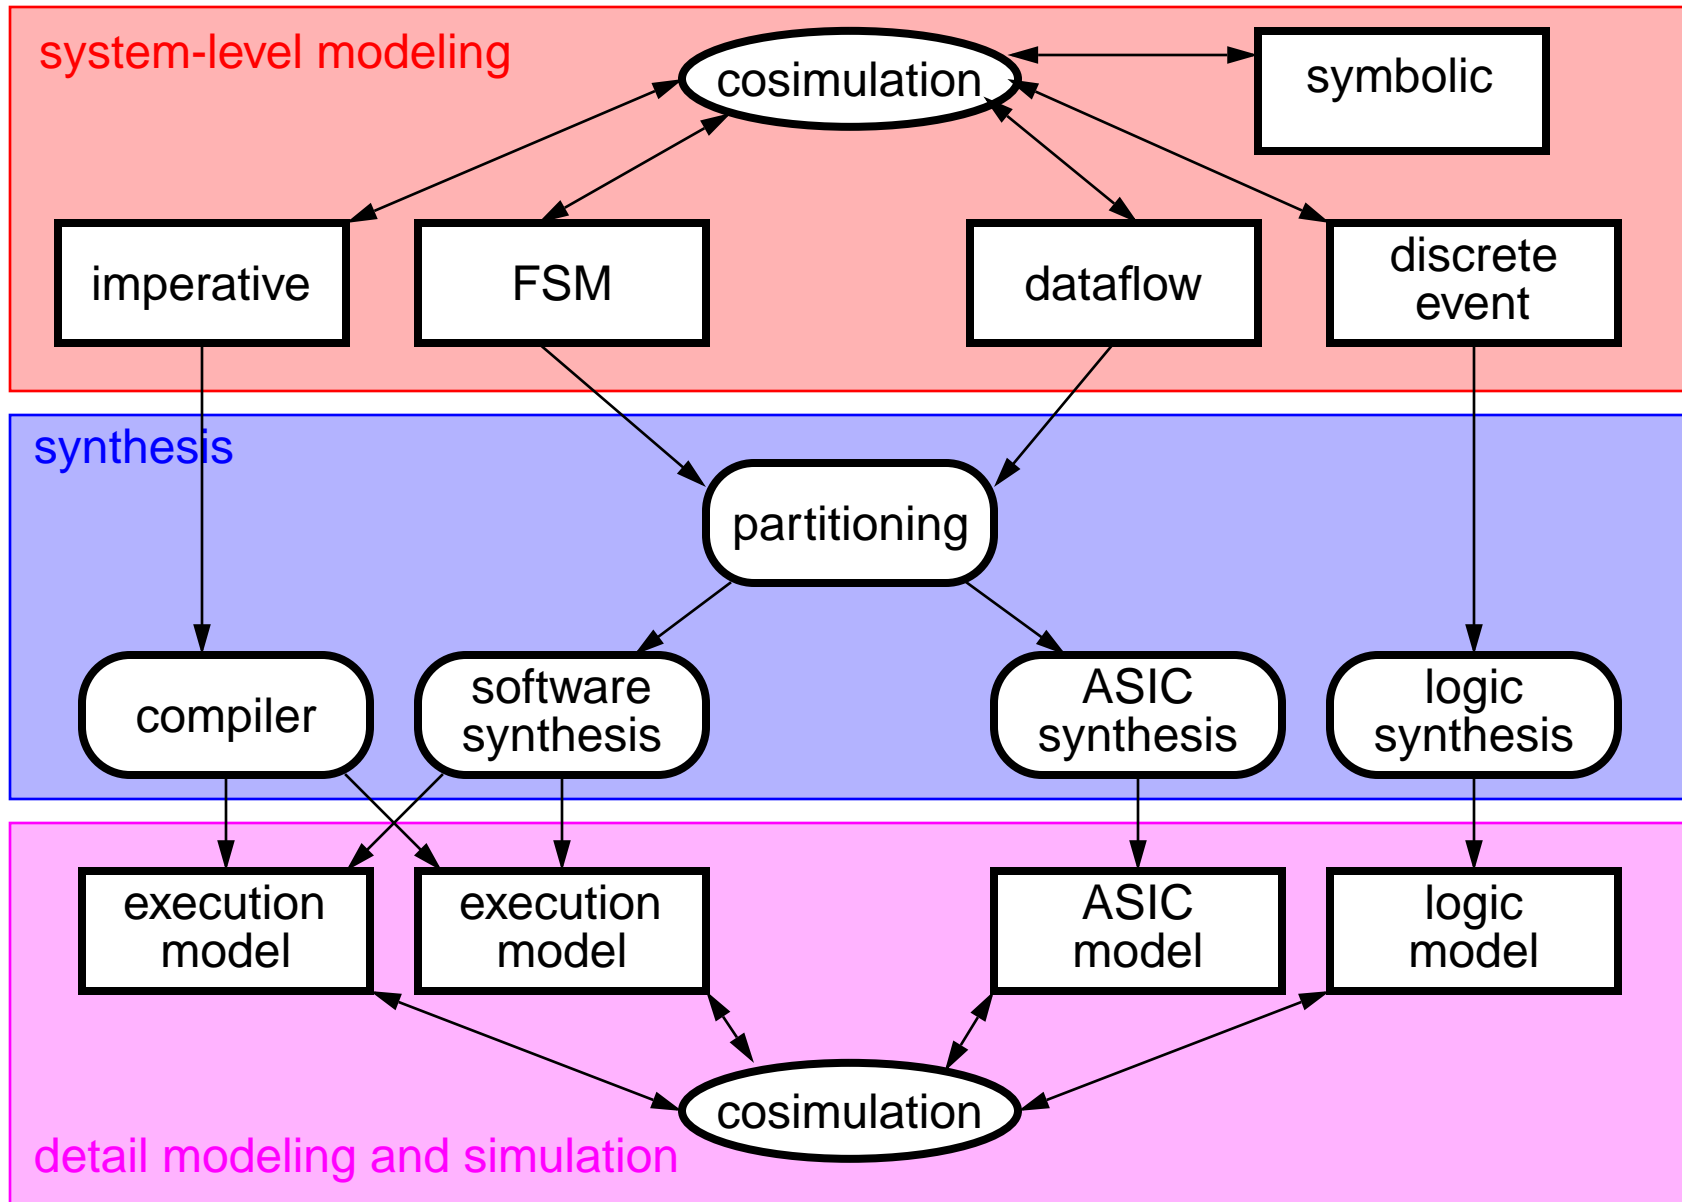 system-level modeling
cosimulation
symbolic
imperative
FSM
dataflow
discrete
event
synthesis
partitioning
compiler
software
synthesis
ASIC
synthesis
logic
synthesis
execution
model
execution
model
ASIC
model
logic
model
cosimulation
detail modeling and simulation